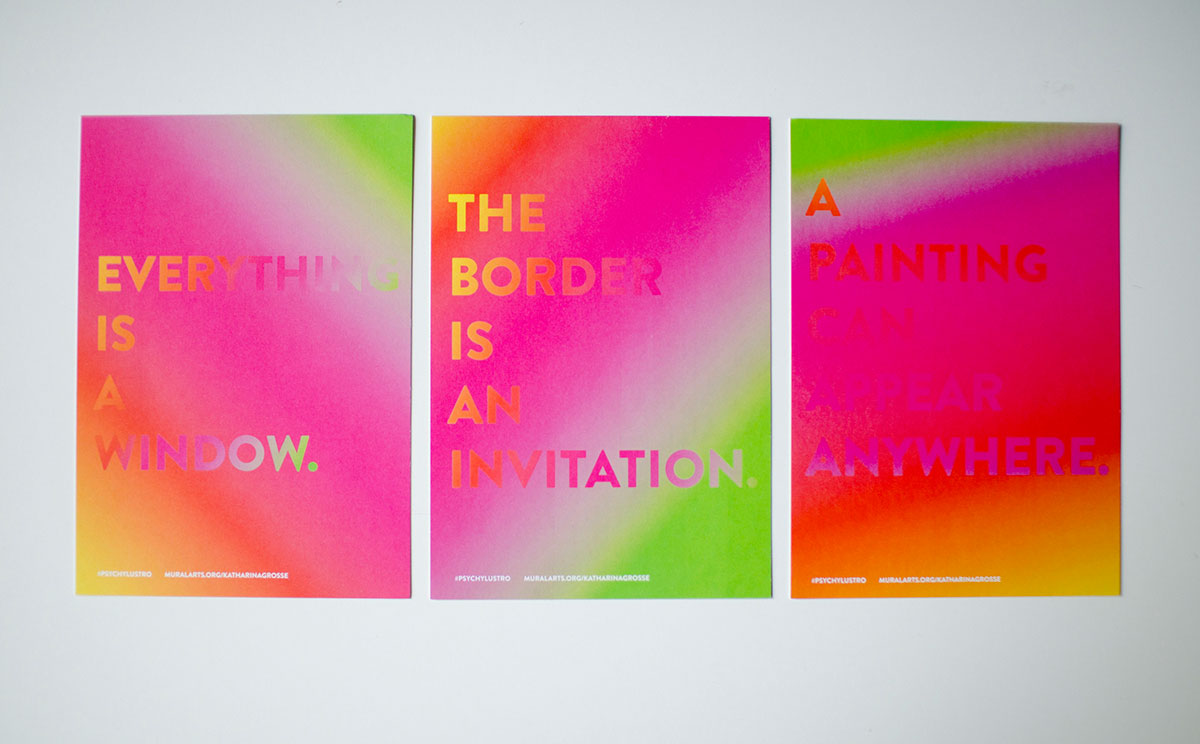 EVERYTHING
IS
A
WINDOW.
#PSYCHYLUSTRO MURALARTS.ORG/KATHARINAGROSSE
THE
BORDER
IS
AN
INVITATION.
#PSYCHYLUSTRO MURALARTS.ORG/KATHARINAGROSSE
A
PAINTING
CAN
APPEAR
ANYWHERE.
#PSYCHYLUSTRO MURALARTS.ORG/KATHARINAGROSSE